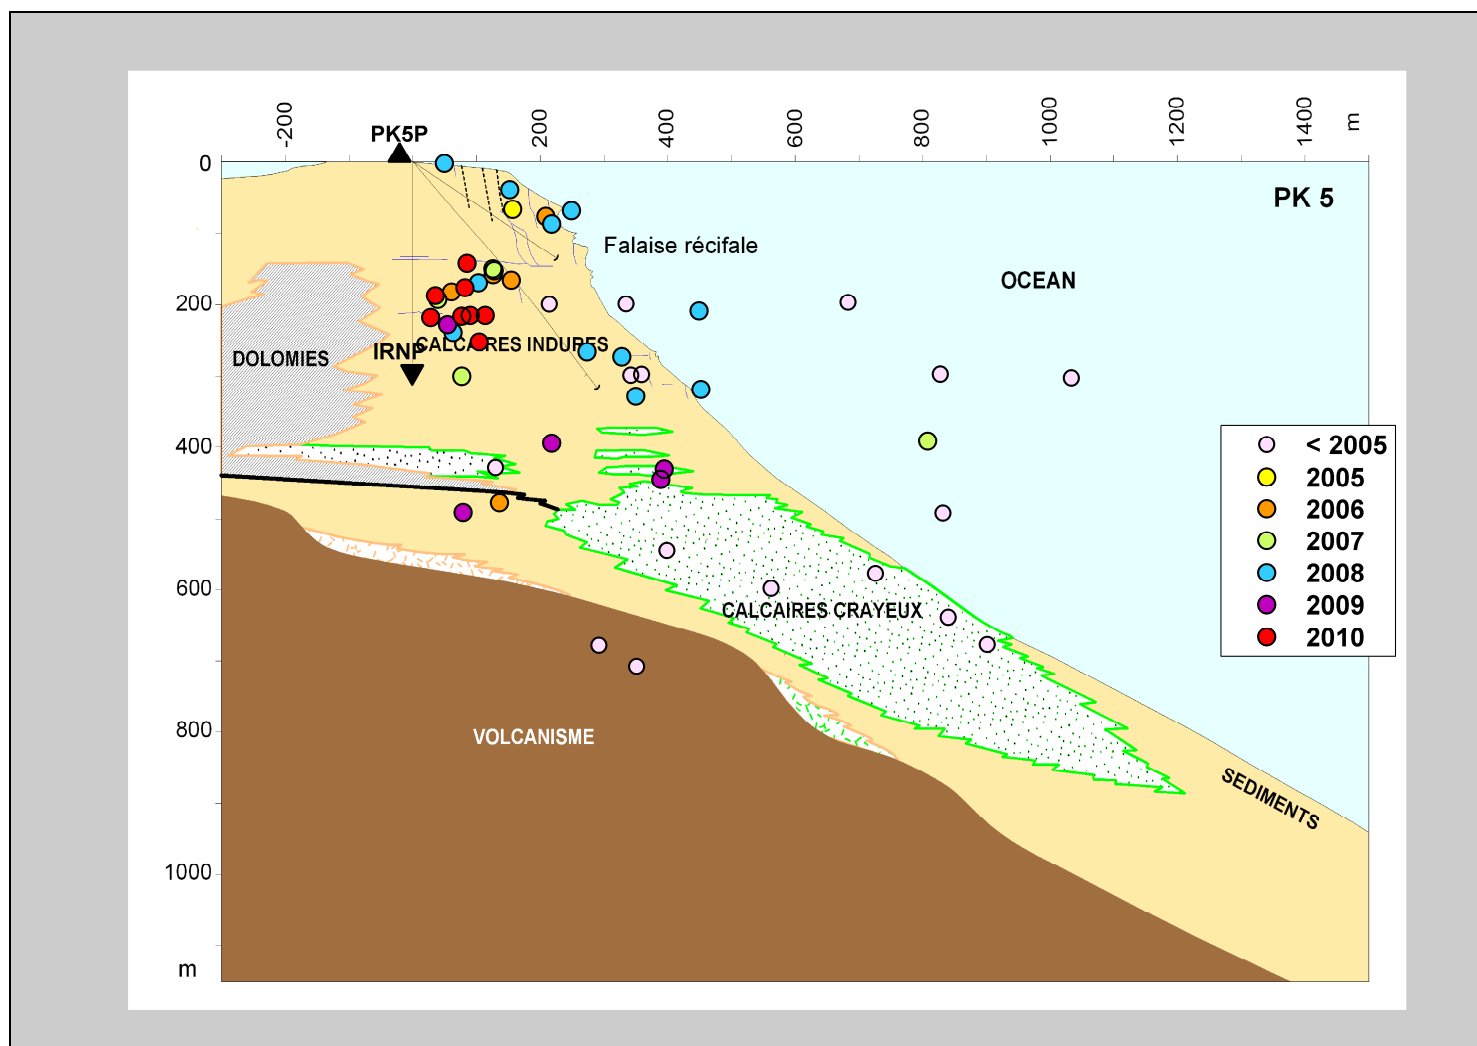 -200
200
400
600
800
1000
1200
1400
m
PK5P
0
PK 5
Falaise récifale
OCEAN
200
DOLOMIES
IRNP
CALCAIRES INDURES
400
< 2005
2005
2006
2007
2008
2009
2010
600
CALCAIRES CRAYEUX
800
VOLCANISME
SEDIMENTS
1000
m